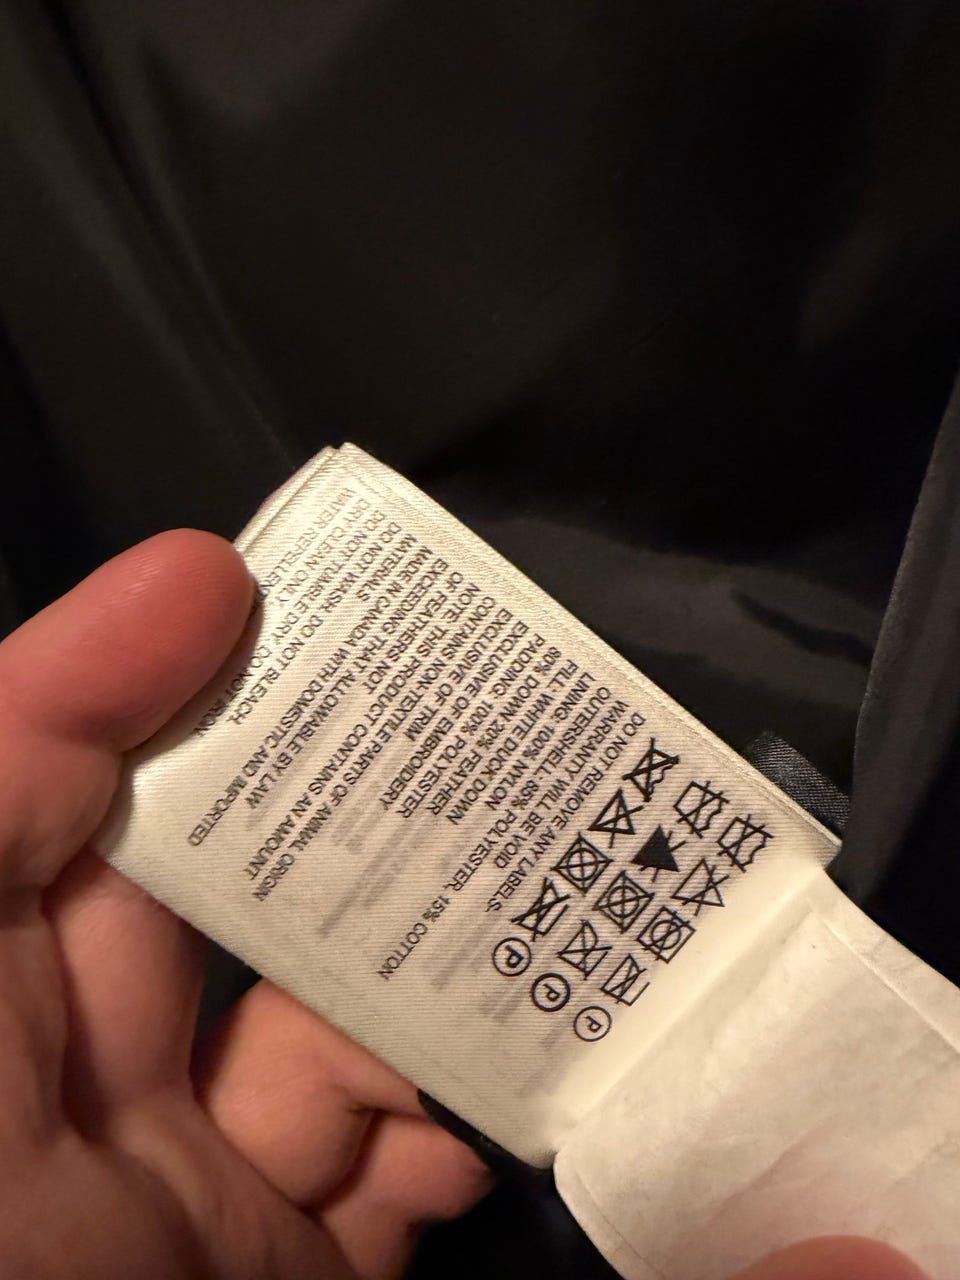 P
P
P
DO NOT REMOVE ANY LABELS.
WARRANTY WILL BE VOID
OUTERSHELL: 85% POLYESTER, 15% COTTON
LINING: 100% NYLON
FILL: WHITE DUCK DOWN
80% DOWN 20% FEATHER
PADDING: 100% POLYESTER
EXCLUSIVE OF EMBROIDERY
EXCLUSIVE OF TRIM
CONTAINS NON-TEXTILE PARTS OF ANIMAL ORIGIN
NOTE: THIS PRODUCT CONTAINS AN AMOUNT
OF FEATHERS NOT
EXCEEDING THAT ALLOWABLE BY LAW
MADE IN CANADA WITH DOMESTIC AND IMPORTED
MATERIALS
DO NOT WASH. DO NOT BLEACH.
DO NOT TUMBLE DRY. DO NOT IRON.
DRY CLEAN ONLY.
WATER REPELLENT